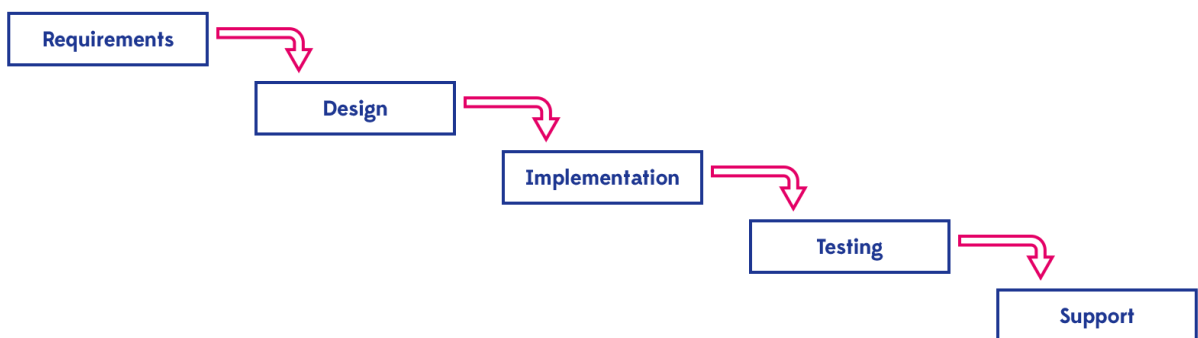 Requirements
Design
Implementation
Testing
Support